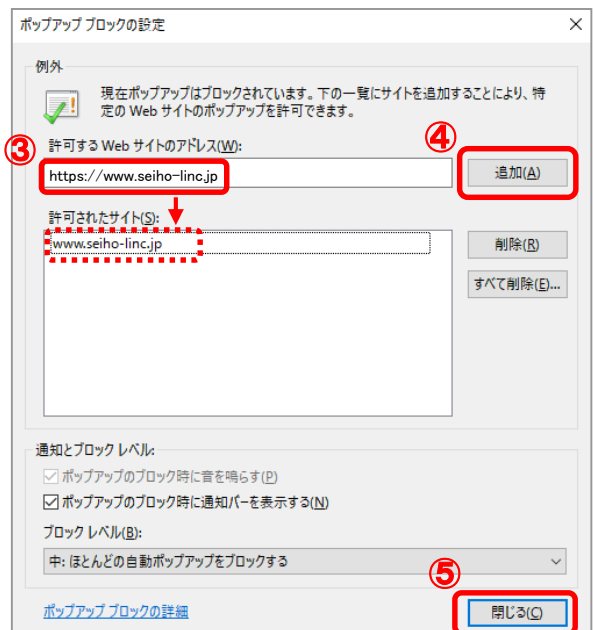 ポップアップ ブロックの設定
例外
現在ポップアップはブロックされています。下の一覧にサイトを追加することにより、特
定の Web サイトのポップアップを許可できます。
③
④
許可する Web サイトのアドレス(W):
https://www.seiho-linc.jp
追加(A)
許可されたサイト(S):
www.seiho-linc.jp
削除(R)
すべて削除(E)...
通知とブロック レベル:
ポップアップのブロック時に音を鳴らす(P)
ポップアップのブロック時に通知バーを表示する(N)
ブロック レベル(B):
中: ほとんどの自動ポップアップをブロックする
⑤
ポップアップ ブロックの詳細
閉じる(C)